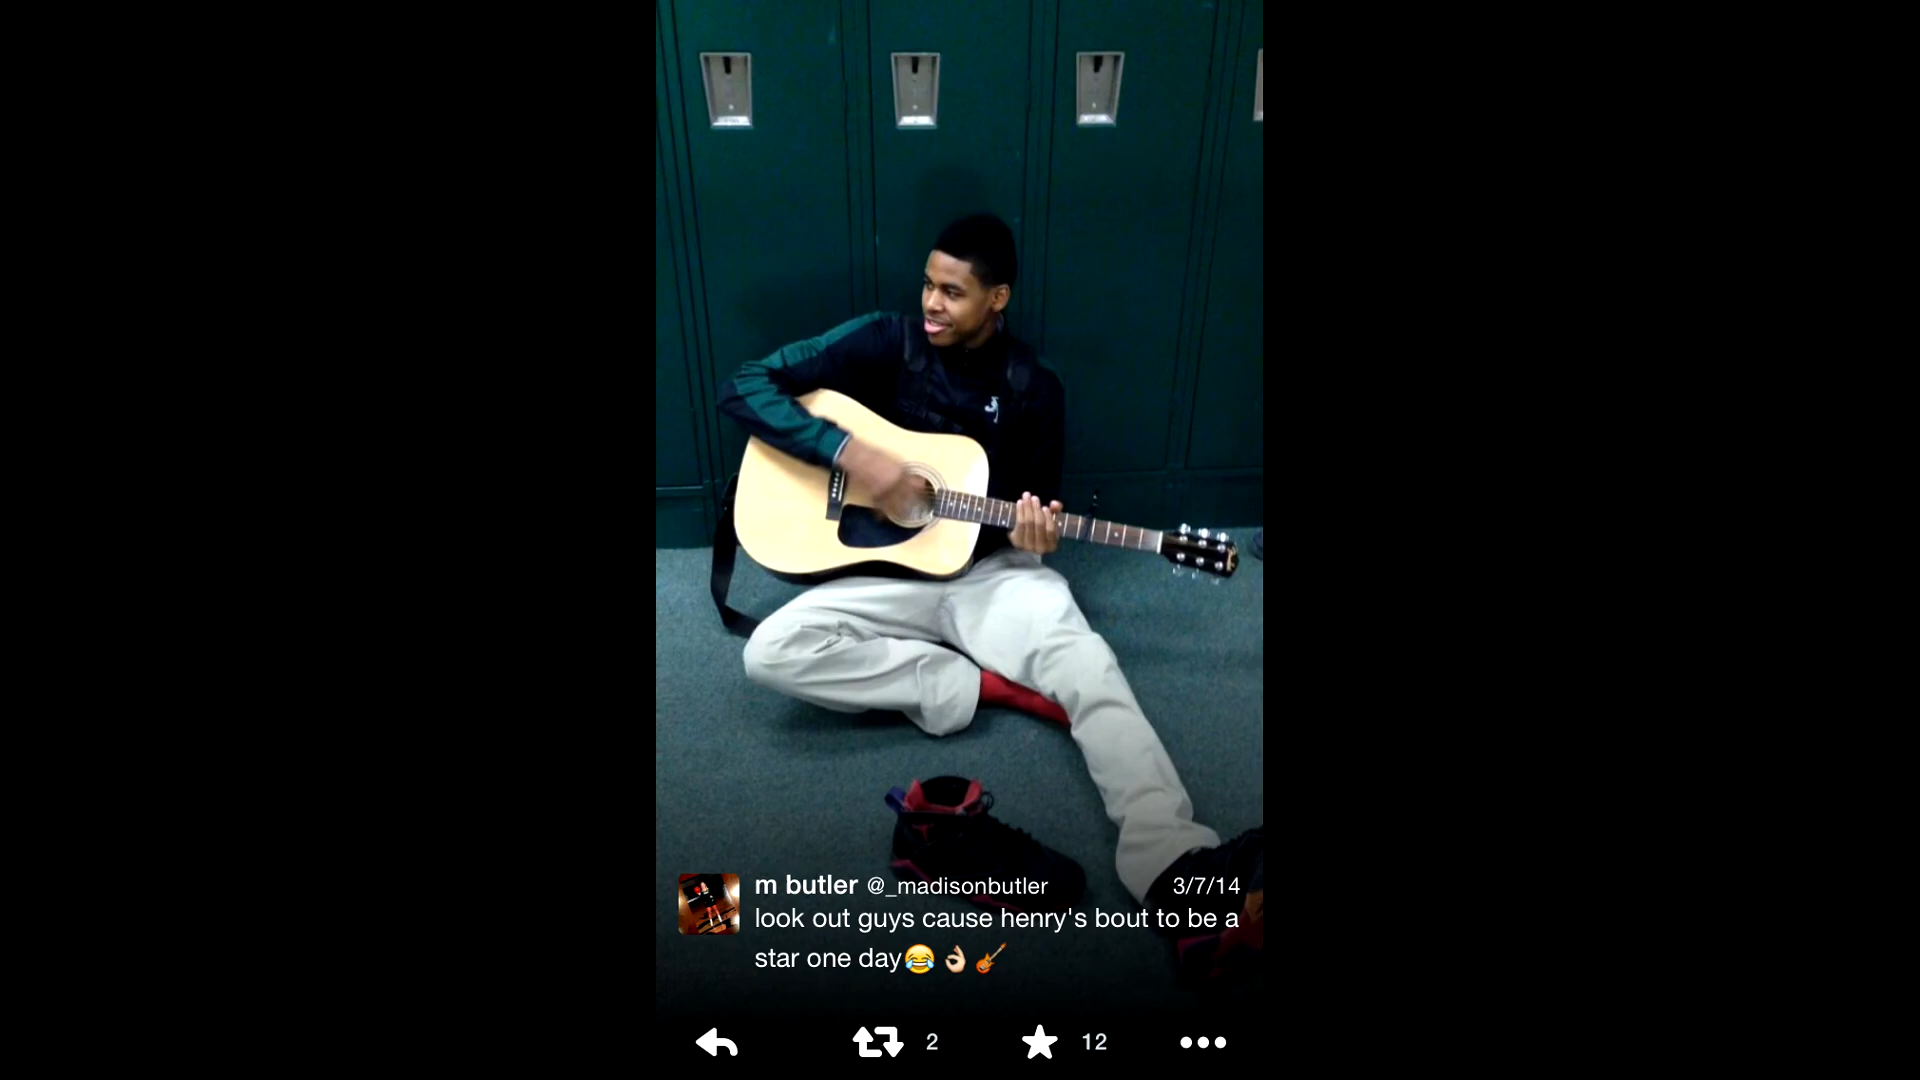 m butler @_madisonbutler 3/7/14
look out guys cause henry's bout to be a
star one day😂👌🏼🎸
2 12